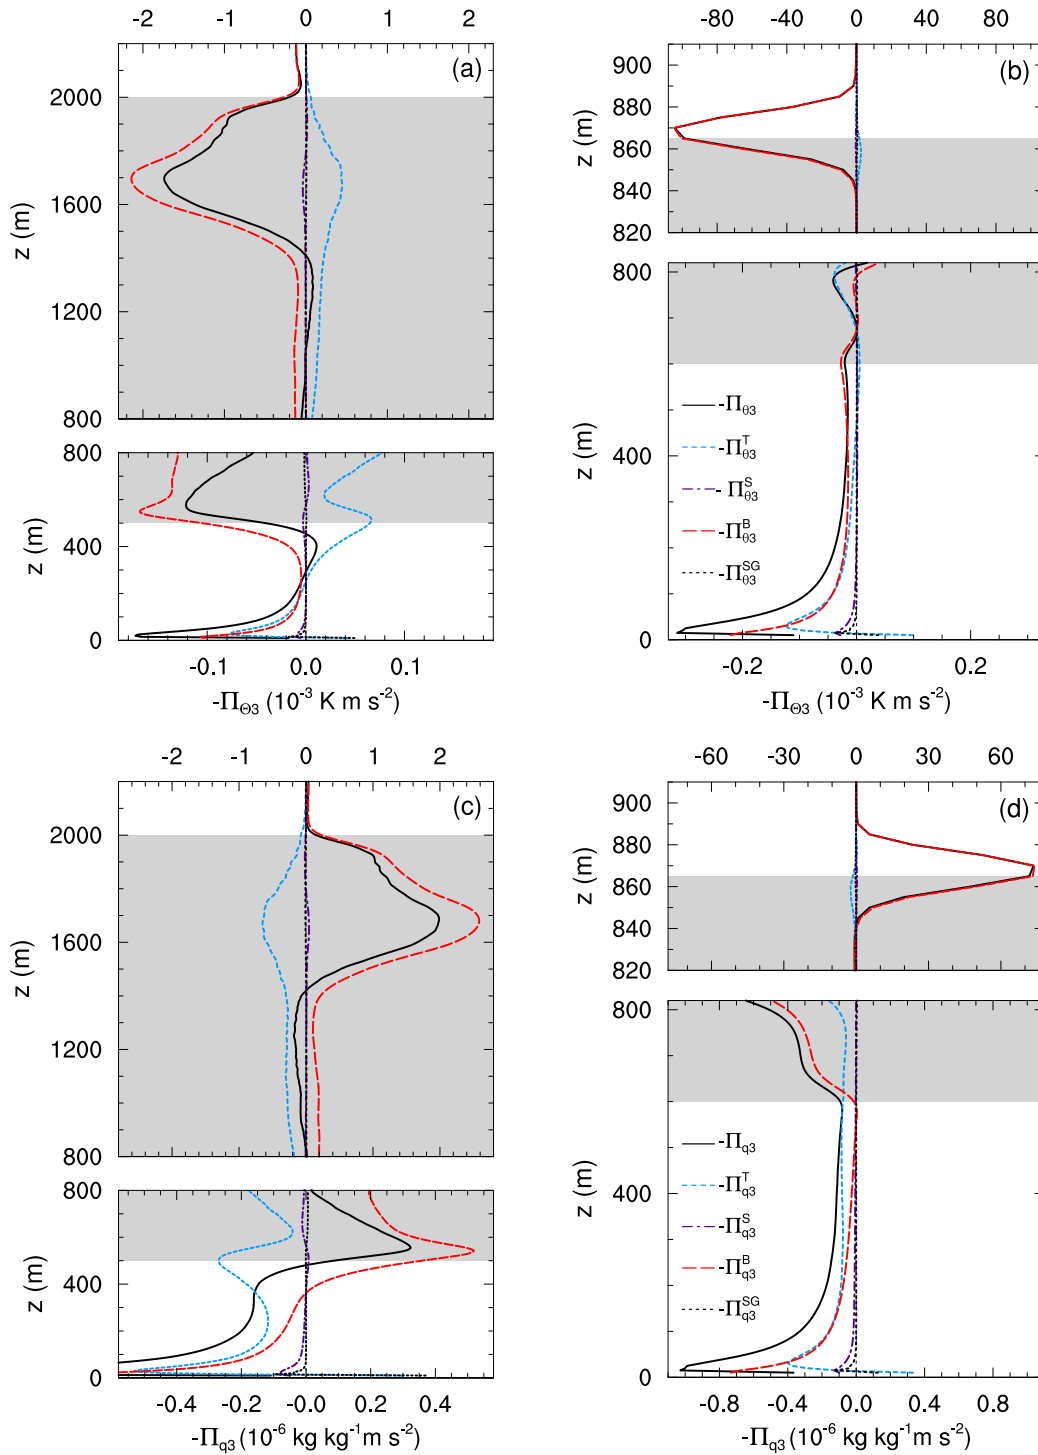 -2 -1 0 1 2
(a)
2000
1600
1200
800
z (m)
800
400
0
z (m)
-0.1 0.0 0.1
-Π_Θ3 (10^-3 K m s^-2)
-80 -40 0 40 80
(b)
900
880
860
840
820
z (m)
800
400
0
z (m)
-Π_θ3
-Π_θ3^T
-Π_θ3^S
-Π_θ3^B
-Π_θ3^SG
-0.2 0.0 0.2
-Π_Θ3 (10^-3 K m s^-2)
-2 -1 0 1 2
(c)
2000
1600
1200
800
z (m)
800
400
0
z (m)
-0.4 -0.2 -0.0 0.2 0.4
-Π_q3 (10^-6 kg kg^-1 m s^-2)
-60 -30 0 30 60
(d)
900
880
860
840
820
z (m)
800
400
0
z (m)
-Π_q3
-Π_q3^T
-Π_q3^S
-Π_q3^B
-Π_q3^SG
-0.8 -0.4 0.0 0.4 0.8
-Π_q3 (10^-6 kg kg^-1 m s^-2)